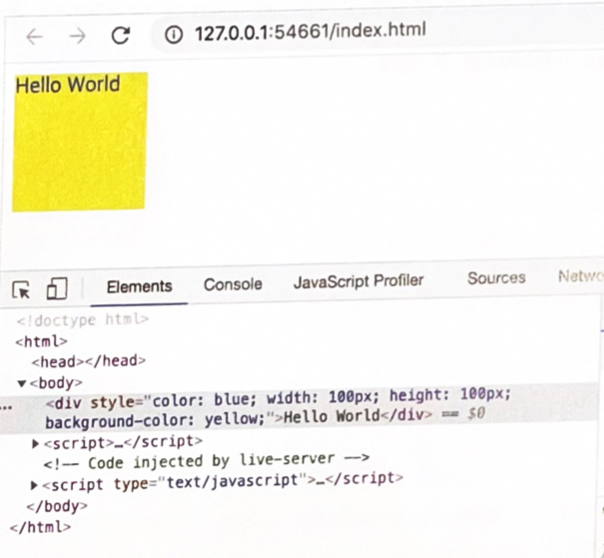 127.0.0.1:54661/index.html
Hello World
Elements Console JavaScript Profiler Sources Netwo
<!doctype html>
<html>
<head></head>
▼<body>
... <div style="color: blue; width: 100px; height: 100px;
background-color: yellow;">Hello World</div> == $0
▶<script>…</script>
<!-- Code injected by live-server -->
▶<script type="text/javascript">…</script>
</body>
</html>